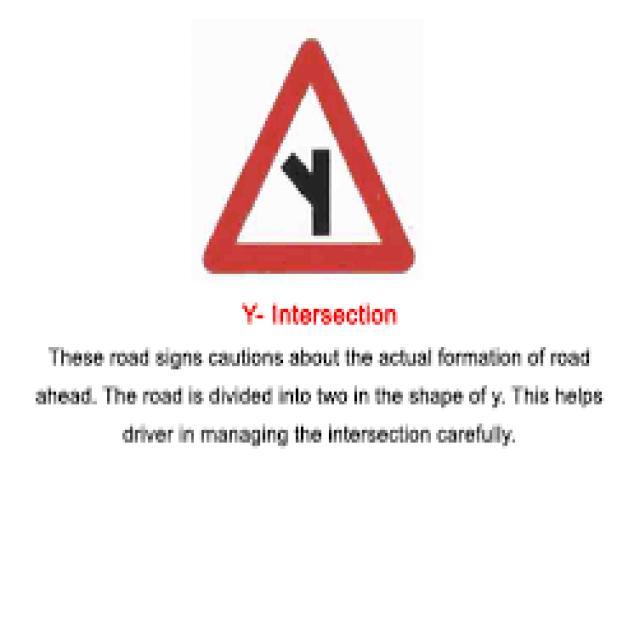 Y- Intersection
These road signs cautions about the actual formation of road
ahead. The road is divided into two in the shape of y. This helps
driver in managing the intersection carefully.